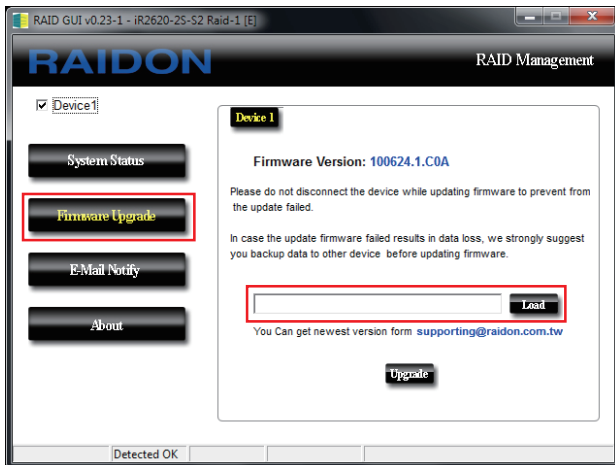 RAID GUI v0.23-1 - iR2620-2S-S2 Raid-1 [E]
RAIDON
RAID Management
Device1
System Status
Firmware Upgrade
E-Mail Notify
About
Device 1
Firmware Version: 100624.1.C0A
Please do not disconnect the device while updating firmware to prevent from
the update failed.
In case the update firmware failed results in data loss, we strongly suggest
you backup data to other device before updating firmware.
Load
You Can get newest version form supporting@raidon.com.tw
Upgrade
Detected OK